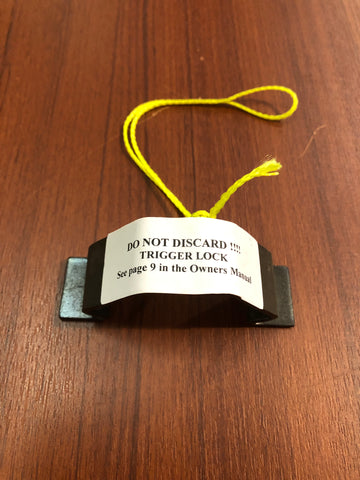 DO NOT DISCARD !!!!
TRIGGER LOCK
See page 9 in the Owners Manual